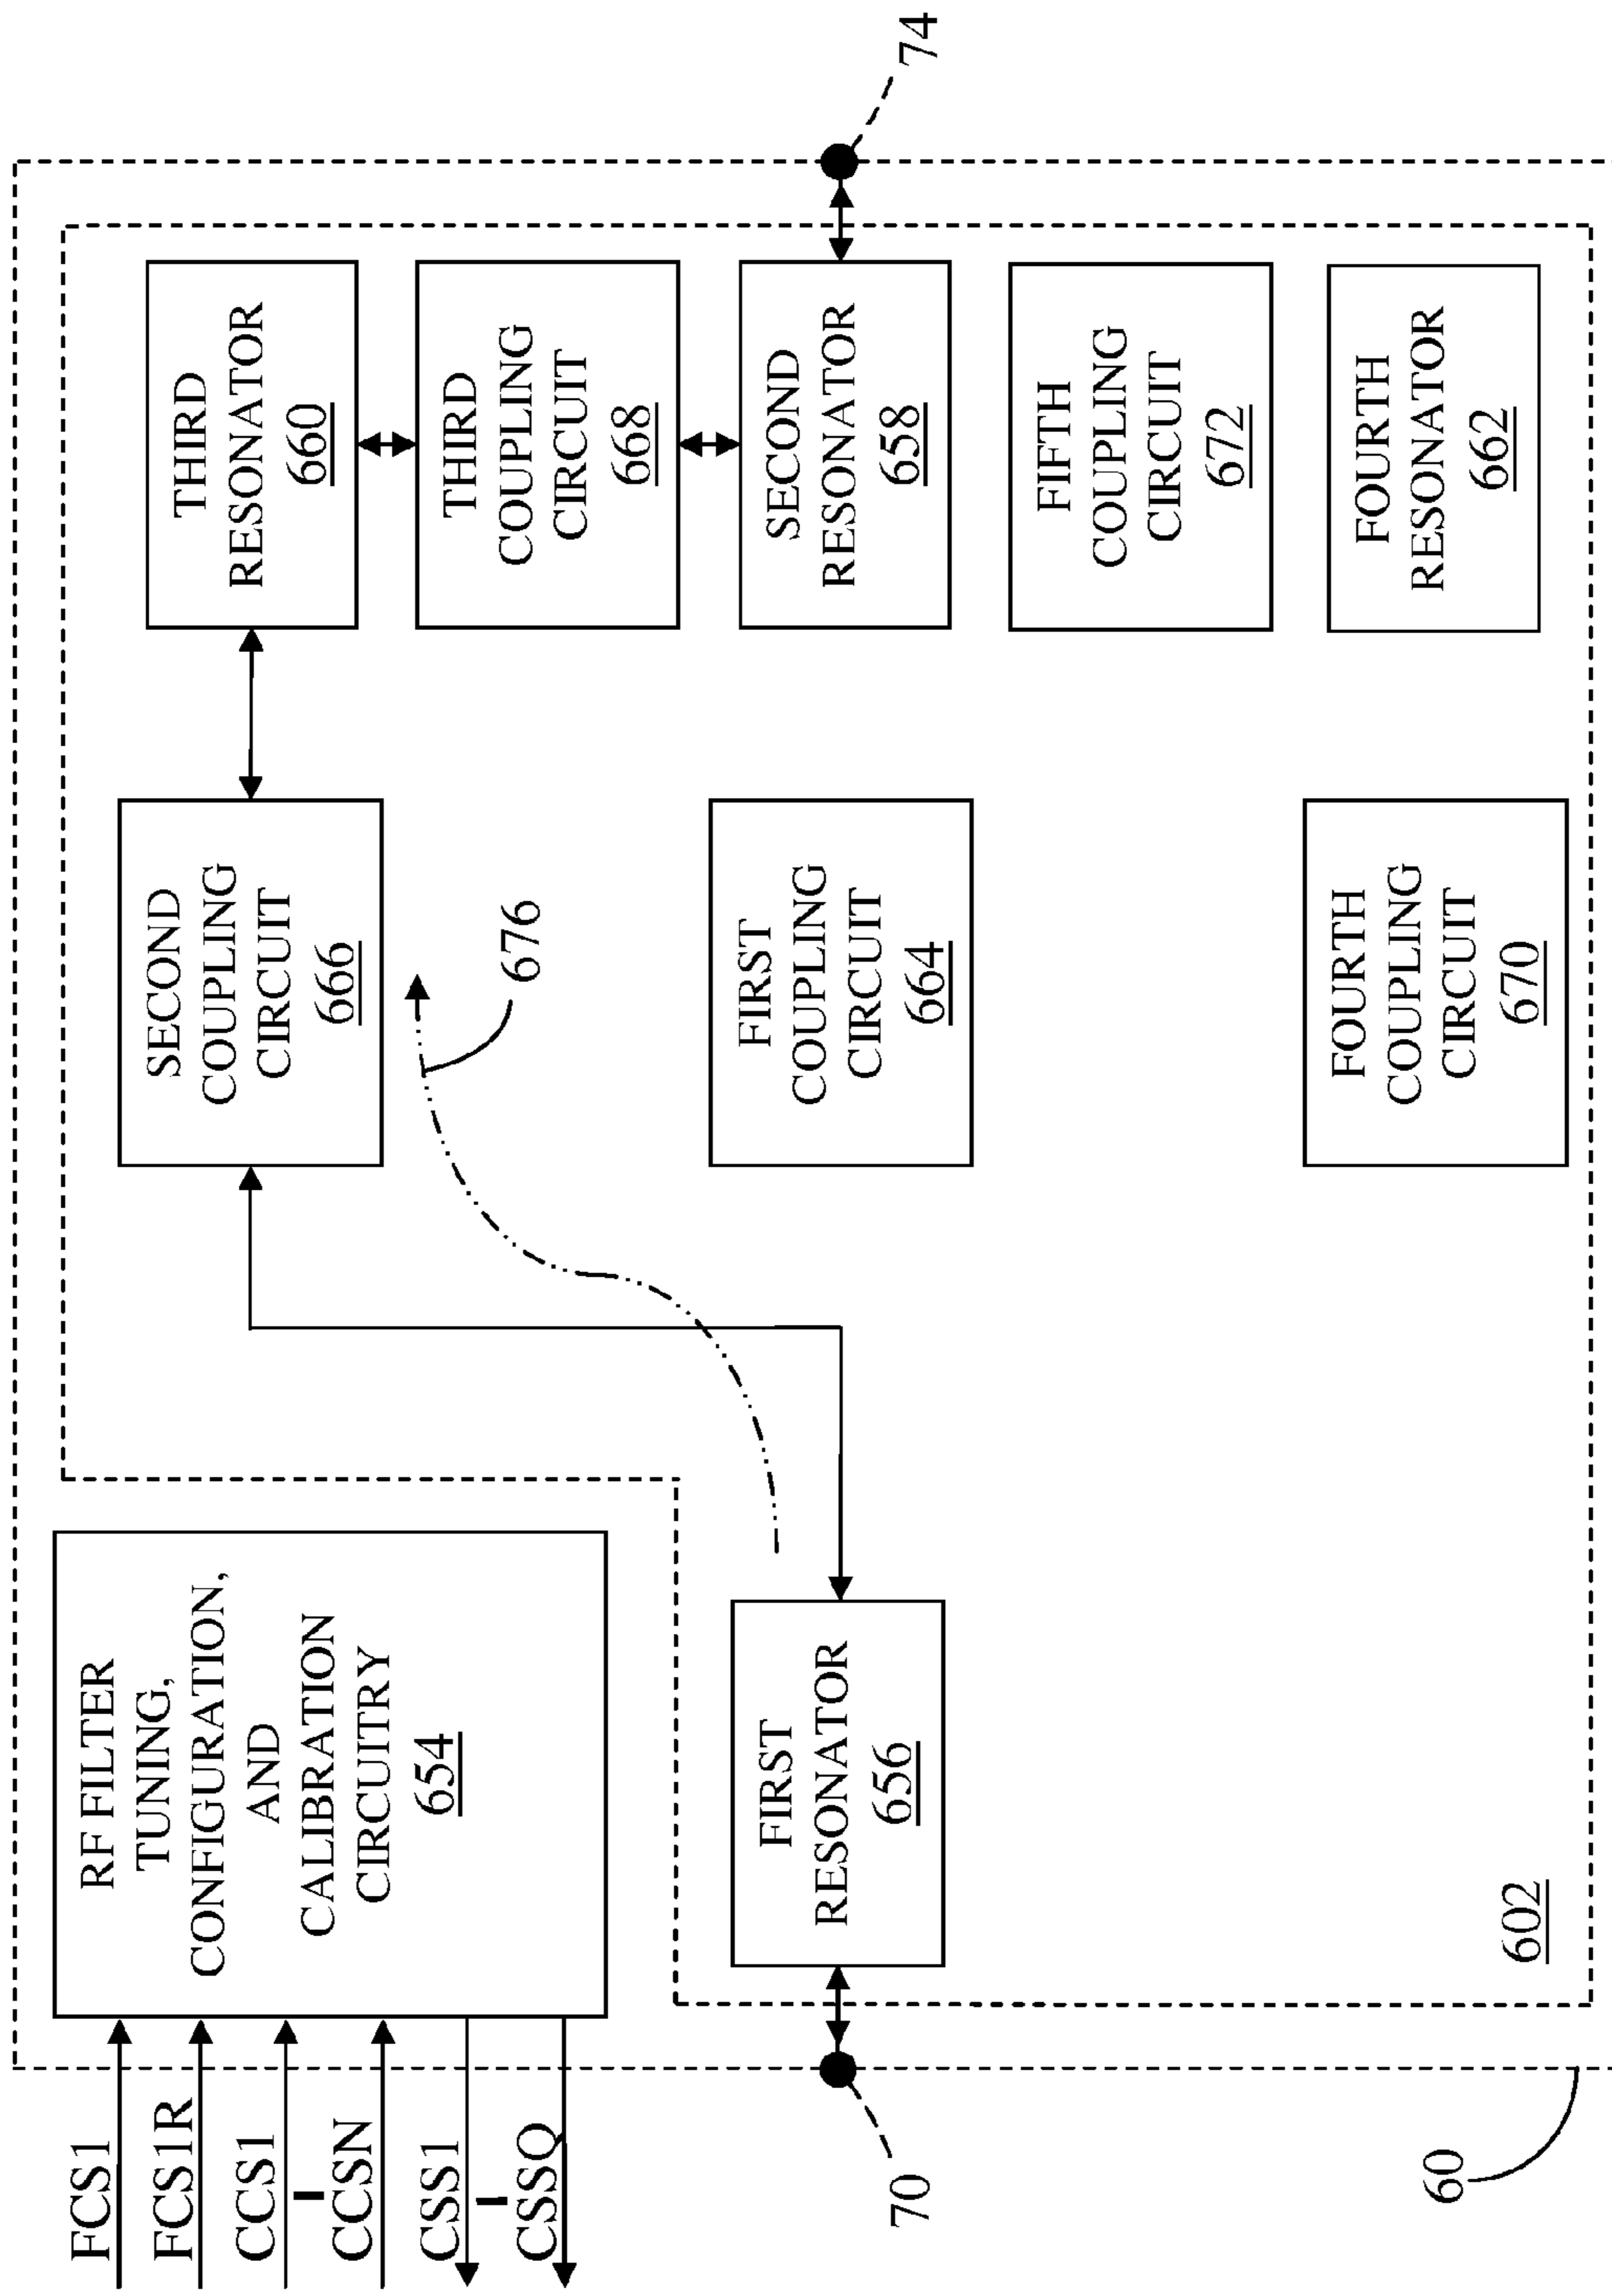 FCS1
FCS1R
CCS1
CCSN
CSS1
CSSQ
RF FILTER
TUNING,
CONFIGURATION,
AND
CALIBRATION
CIRCUITRY
654
SECOND
COUPLING
CIRCUIT
666
THIRD
RESONATOR
660
676
THIRD
COUPLING
CIRCUIT
668
70
FIRST
RESONATOR
656
FIRST
COUPLING
CIRCUIT
664
SECOND
RESONATOR
658
74
FIFTH
COUPLING
CIRCUIT
672
FOURTH
COUPLING
CIRCUIT
670
FOURTH
RESONATOR
662
602
60